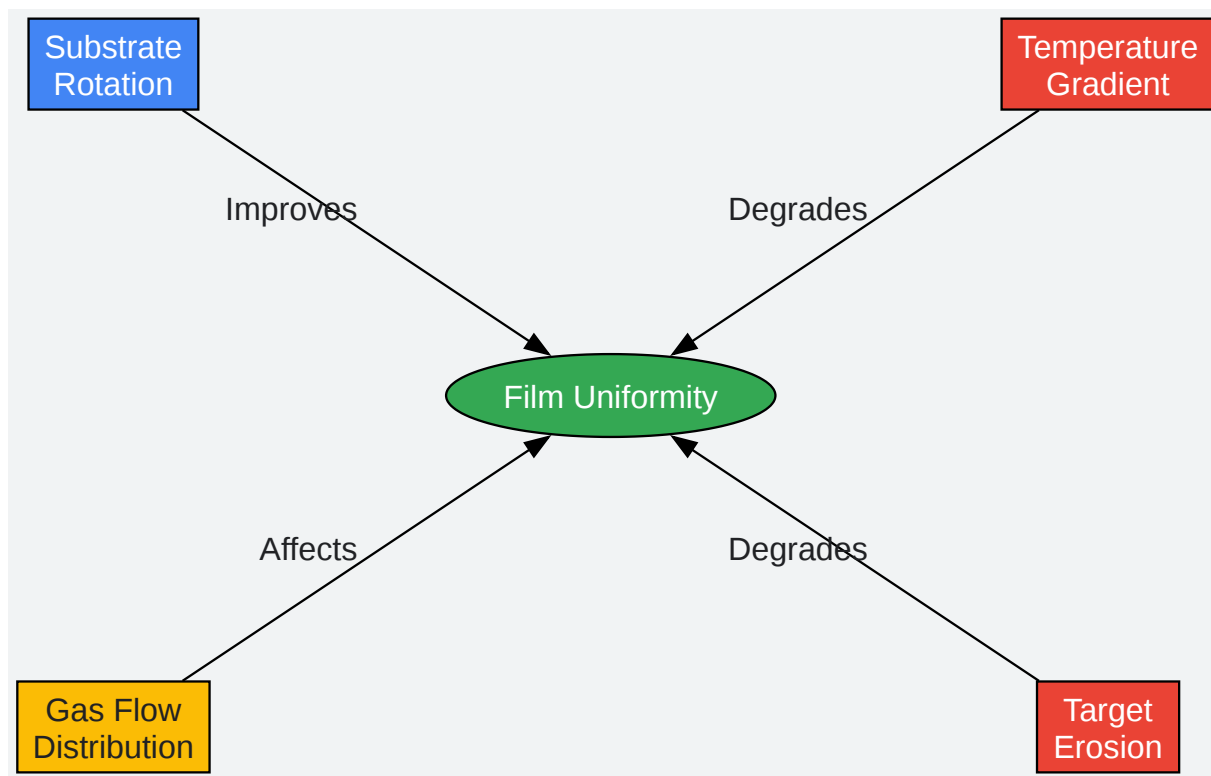 Substrate
Rotation
Temperature
Gradient
Improves
Degrades
Film Uniformity
Affects
Degrades
Gas Flow
Distribution
Target
Erosion